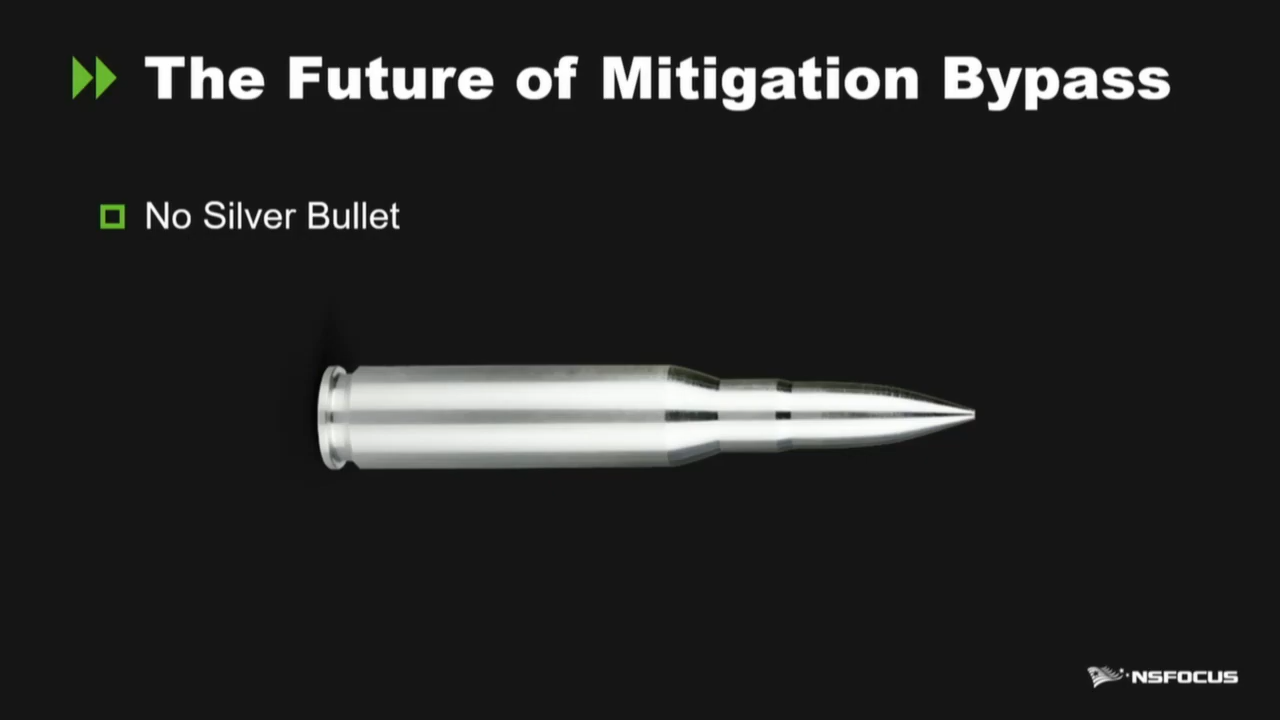 The Future of Mitigation Bypass
No Silver Bullet
NSFOCUS